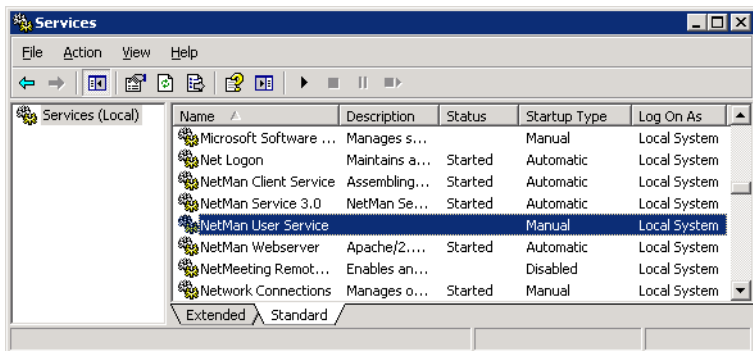 Services
File Action View Help
Services (Local)
Name Description Status Startup Type Log On As
Microsoft Software ... Manages s... Manual Local System
Net Logon Maintains a... Started Automatic Local System
NetMan Client Service Assembling... Started Automatic Local System
NetMan Service 3.0 NetMan Se... Started Automatic Local System
NetMan User Service Manual Local System
NetMan Webserver Apache/2.... Started Automatic Local System
NetMeeting Remot... Enables an... Disabled Local System
Network Connections Manages o... Started Manual Local System
Extended Standard